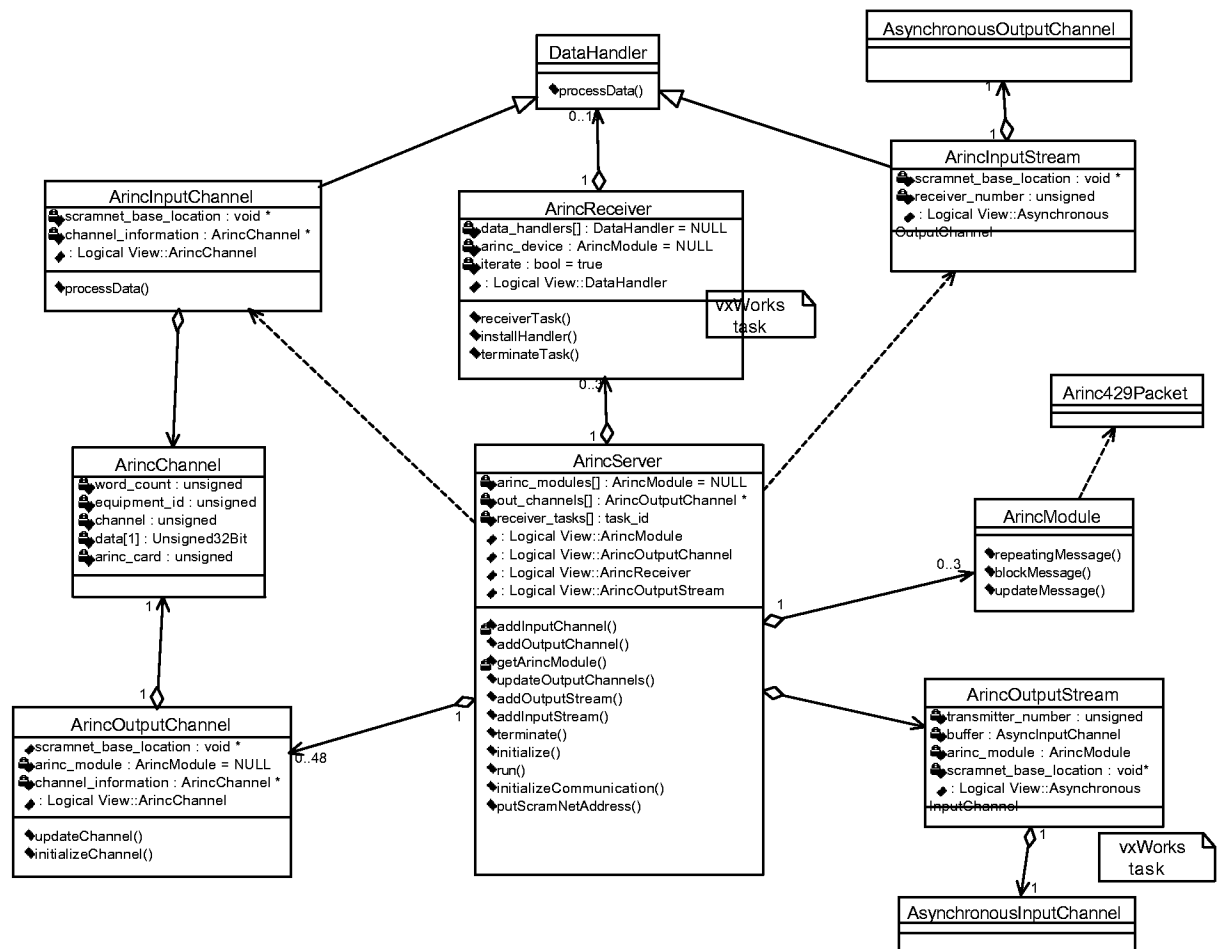 AsynchronousOutputChannel
1
1
DataHandler
processData()
0..1
1
ArincInputStream
scramnet_base_location : void *
receiver_number : unsigned
: Logical View::Asynchronous
OutputChannel
ArincInputChannel
scramnet_base_location : void *
channel_information : ArincChannel *
: Logical View::ArincChannel
processData()
ArincReceiver
data_handlers[] : DataHandler = NULL
arinc_device : ArincModule = NULL
iterate : bool = true
: Logical View::DataHandler
receiverTask()
installHandler()
terminateTask()
vxWorks
task
0..3
1
Arinc429Packet
ArincChannel
word_count : unsigned
equipment_id : unsigned
channel : unsigned
data[1] : Unsigned32Bit
arinc_card : unsigned
1
1
ArincServer
arinc_modules[] : ArincModule = NULL
out_channels[] : ArincOutputChannel *
receiver_tasks[] : task_id
: Logical View::ArincModule
: Logical View::ArincOutputChannel
: Logical View::ArincReceiver
: Logical View::ArincOutputStream
addInputChannel()
addOutputChannel()
getArincModule()
updateOutputChannels()
addOutputStream()
addInputStream()
terminate()
initialize()
run()
initializeCommunication()
putScramNetAddress()
ArincModule
repeatingMessage()
blockMessage()
updateMessage()
0..3
1
ArincOutputChannel
scramnet_base_location : void *
arinc_module : ArincModule = NULL
channel_information : ArincChannel *
: Logical View::ArincChannel
updateChannel()
initializeChannel()
1
0..48
ArincOutputStream
transmitter_number : unsigned
buffer : AsyncInputChannel
arinc_module : ArincModule
scramnet_base_location : void*
: Logical View::Asynchronous
InputChannel
1
1
vxWorks
task
AsynchronousInputChannel